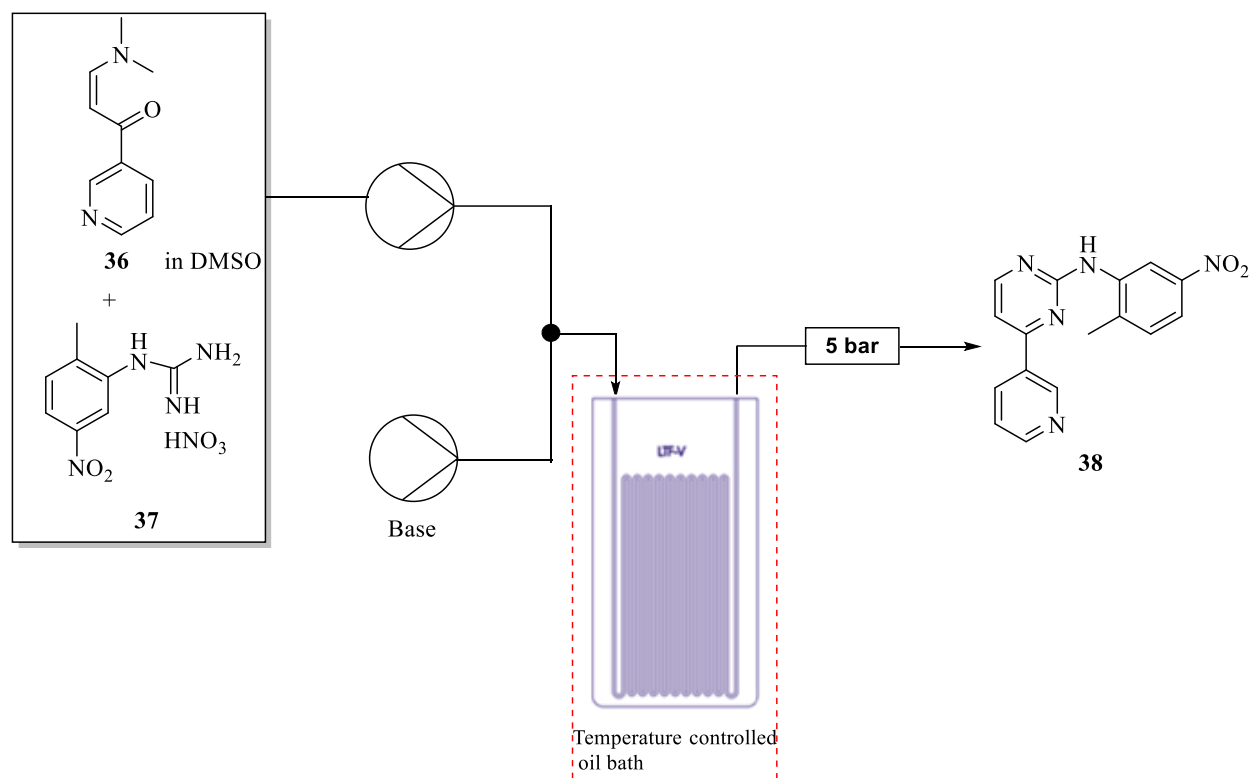 N
O
N
36 in DMSO
+
H
N
NH₂
NH
HNO₃
NO₂
37
Base
LTF-V
Temperature controlled
oil bath
5 bar
H
N
N
NO₂
N
N
38